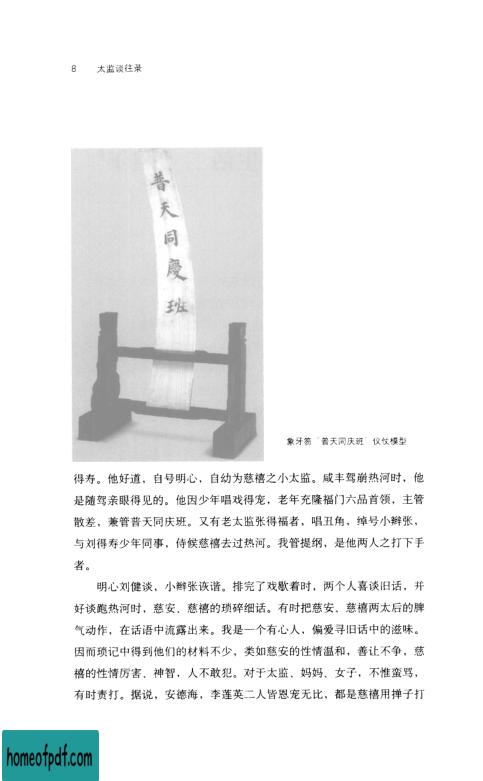 8 太监谈往录
普天同慶班
象牙笏“普天同庆班”仪仗模型
得寿。他好道，自号明心，自幼为慈禧之小太监。咸丰驾崩热河时，他
是随驾亲眼得见的。他因少年唱戏得宠，老年充隆福门六品首领，主管
散差，兼管普天同庆班。又有老太监张得福者，唱丑角，绰号小辫张，
与刘得寿少年同事，侍候慈禧去过热河。我管提纲，是他两人之打下手
者。
明心刘健谈，小辫张诙谐。排完了戏歇着时，两个人喜谈旧话，并
好谈跑热河时，慈安、慈禧的琐碎细话。有时把慈安、慈禧两太后的脾
气动作，在话语中流露出来。我是一个有心人，偏爱寻旧话中的滋味。
因而琐记中得到他们的材料不少，类如慈安的性情温和，善让不争，慈
禧的性情厉害、神智，人不敢犯。对于太监、妈妈、女子，不惟蛮骂，
有时责打。据说，安德海，李莲英二人皆恩宠无比，都是慈禧用掸子打
homeofpdf.com